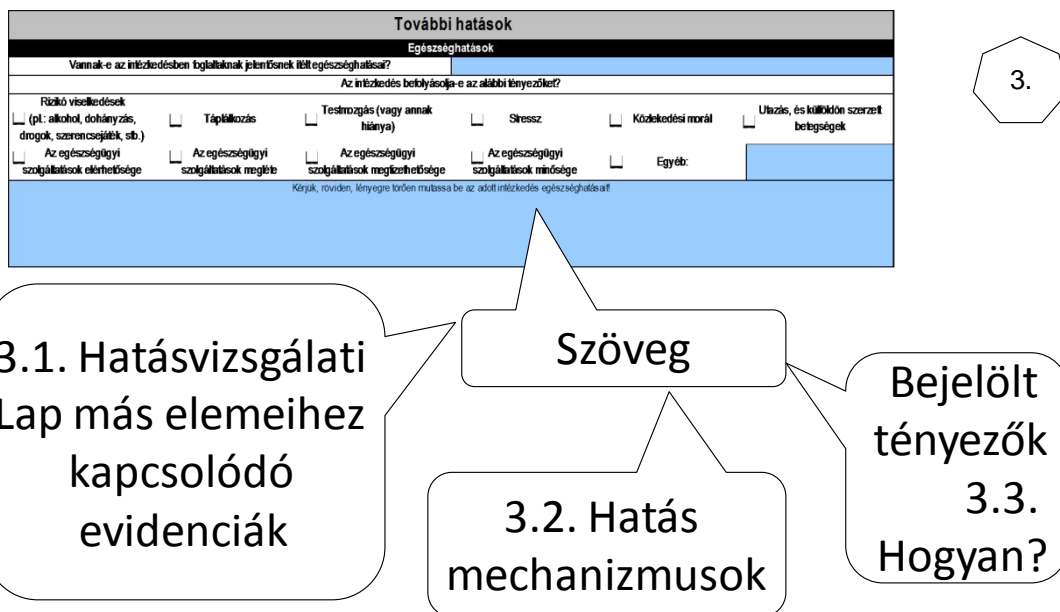 További hatások
Egészséghatások
Vannak-e az intézkedésben foglaltaknak jelentősnek ítélt egészséghatásai?
Az intézkedés befolyásolja-e az alábbi tényezőket?
Rizikó viselkedések
(pl.: alkohol, dohányzás,
drogok, szerencsejáték, stb.)
Táplálkozás
Testmozgás (vagy annak
hiánya)
Stressz
Közlekedési morál
Utazás, és külföldön szerzett
betegségek
Az egészségügyi
szolgáltatások elérhetősége
Az egészségügyi
szolgáltatások megléte
Az egészségügyi
szolgáltatások megfizethetősége
Az egészségügyi
szolgáltatások minősége
Egyéb:
Kérjük, röviden, lényegre törően mutassa be az adott intézkedés egészséghatásait!
3.
3.1. Hatásvizsgálati
Lap más elemeihez
kapcsolódó
evidenciák
Szöveg
3.2. Hatás
mechanizmusok
Bejelölt
tényezők
3.3.
Hogyan?